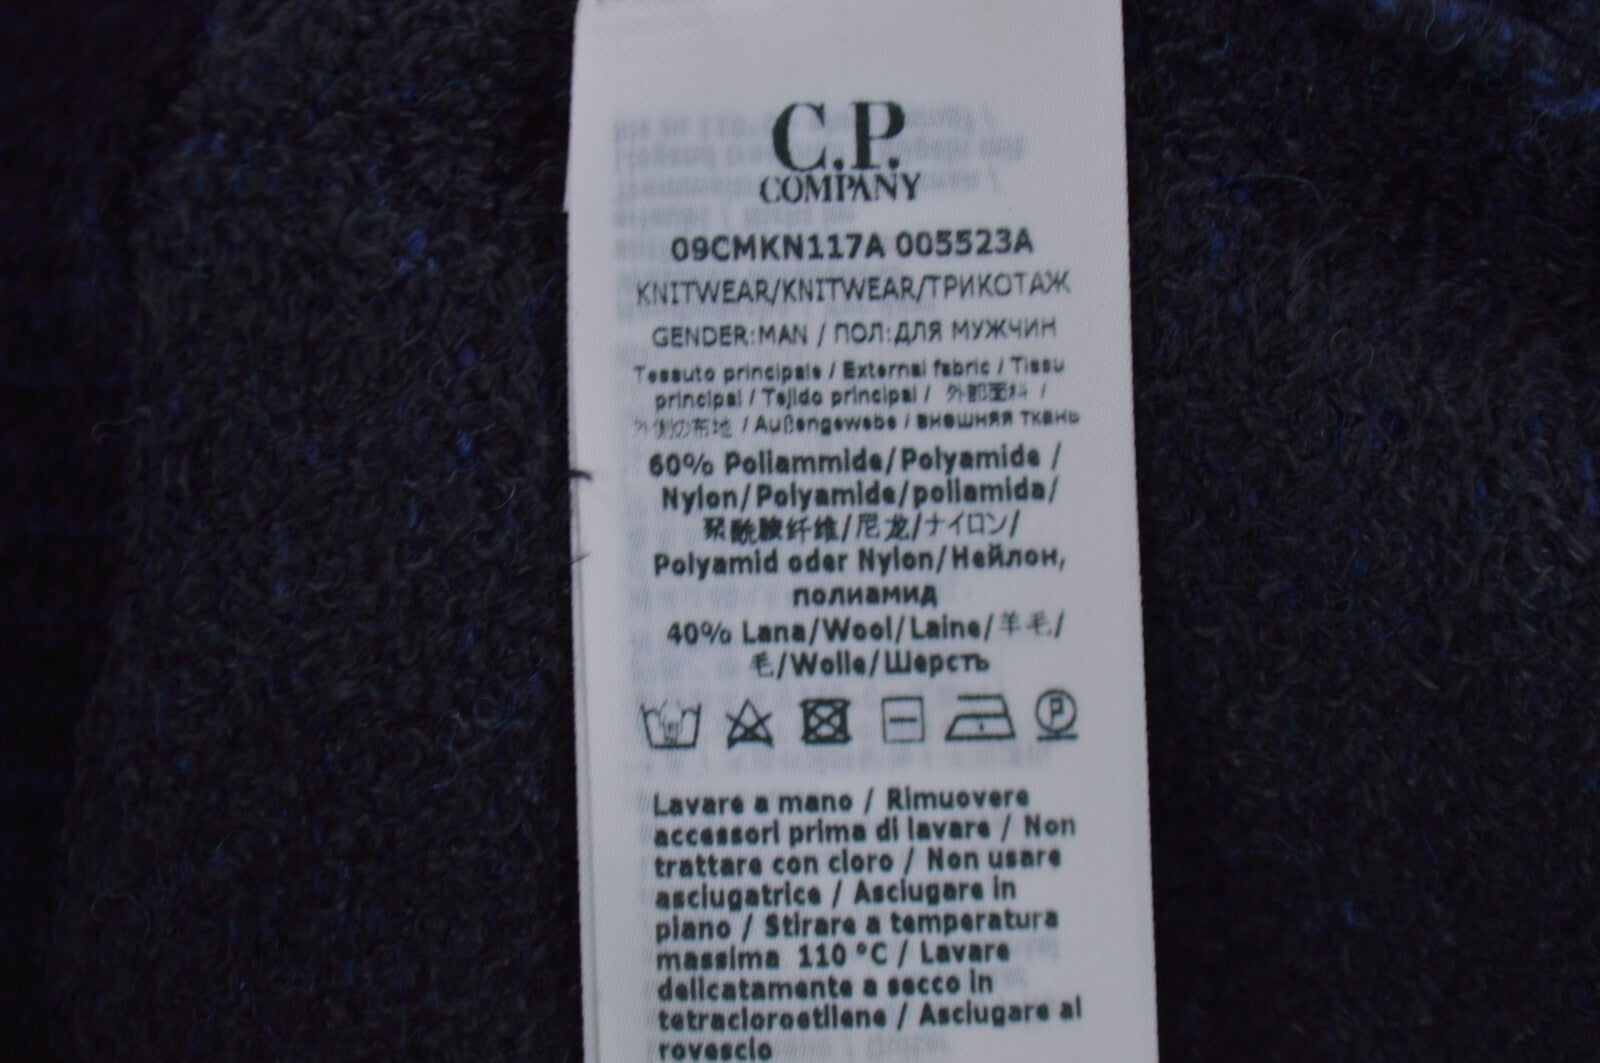 C.P.
COMPANY
09CMKN117A 005523A
KNITWEAR/KNITWEAR/ТРИКОТАЖ
GENDER:MAN / ПОЛ:ДЛЯ МУЖЧИН
Tessuto principale / External fabric / Tissu
principal / Tejido principal / 外部面料 /
外側の布地 / Außengewebe / внешняя ткань
60% Poliammide/Polyamide /
Nylon/Polyamide/poliamida/
聚酰胺纤维/尼龙/ナイロン/
Polyamid oder Nylon/Нейлон,
полиамид
40% Lana/Wool/Laine/羊毛/
毛/Wolle/Шерсть
P
Lavare a mano / Rimuovere
accessori prima di lavare / Non
trattare con cloro / Non usare
asciugatrice / Asciugare in
piano / Stirare a temperatura
massima 110 °C / Lavare
delicatamente a secco in
tetracloroetilene / Asciugare al
rovescio